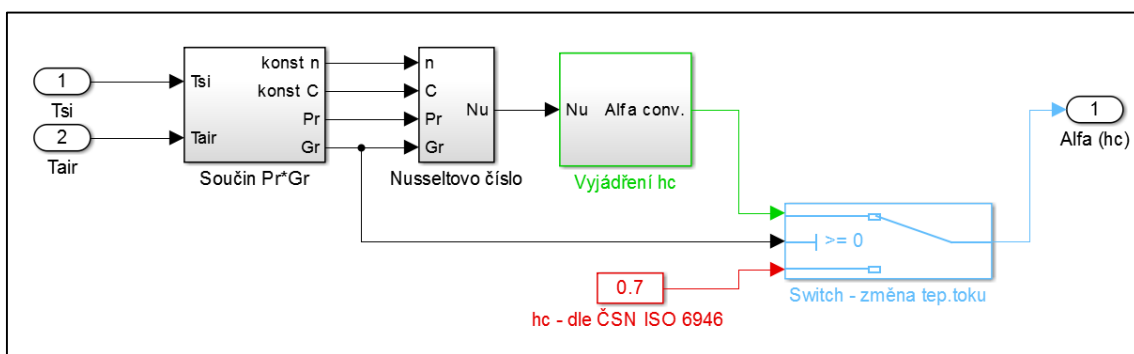 1
Tsi
2
Tair
Tsi
Tair
konst n
konst C
Pr
Gr
Součin Pr*Gr
n
C
Pr
Gr
Nu
Nusseltovo číslo
Nu
Alfa conv.
Vyjádření hc
>= 0
Switch - změna tep.toku
0.7
hc - dle ČSN ISO 6946
1
Alfa (hc)